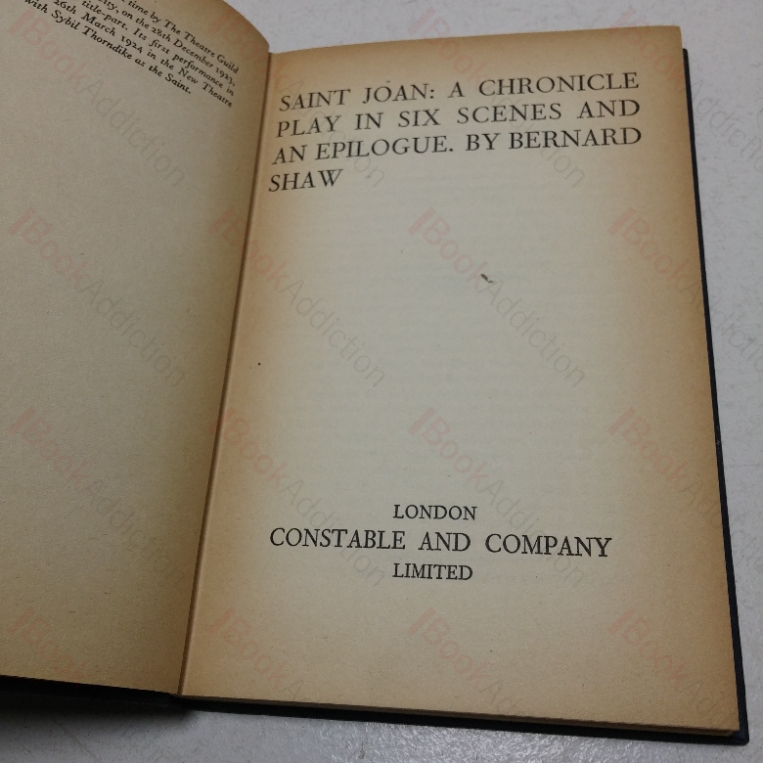 time by The Theatre Guild
on the 28th December 1923,
title-part. Its first performance in
26th March 1924 in the New Theatre
with Sybil Thorndike as the Saint.
SAINT JOAN: A CHRONICLE
PLAY IN SIX SCENES AND
AN EPILOGUE. BY BERNARD
SHAW
LONDON
CONSTABLE AND COMPANY
LIMITED
BookAddiction